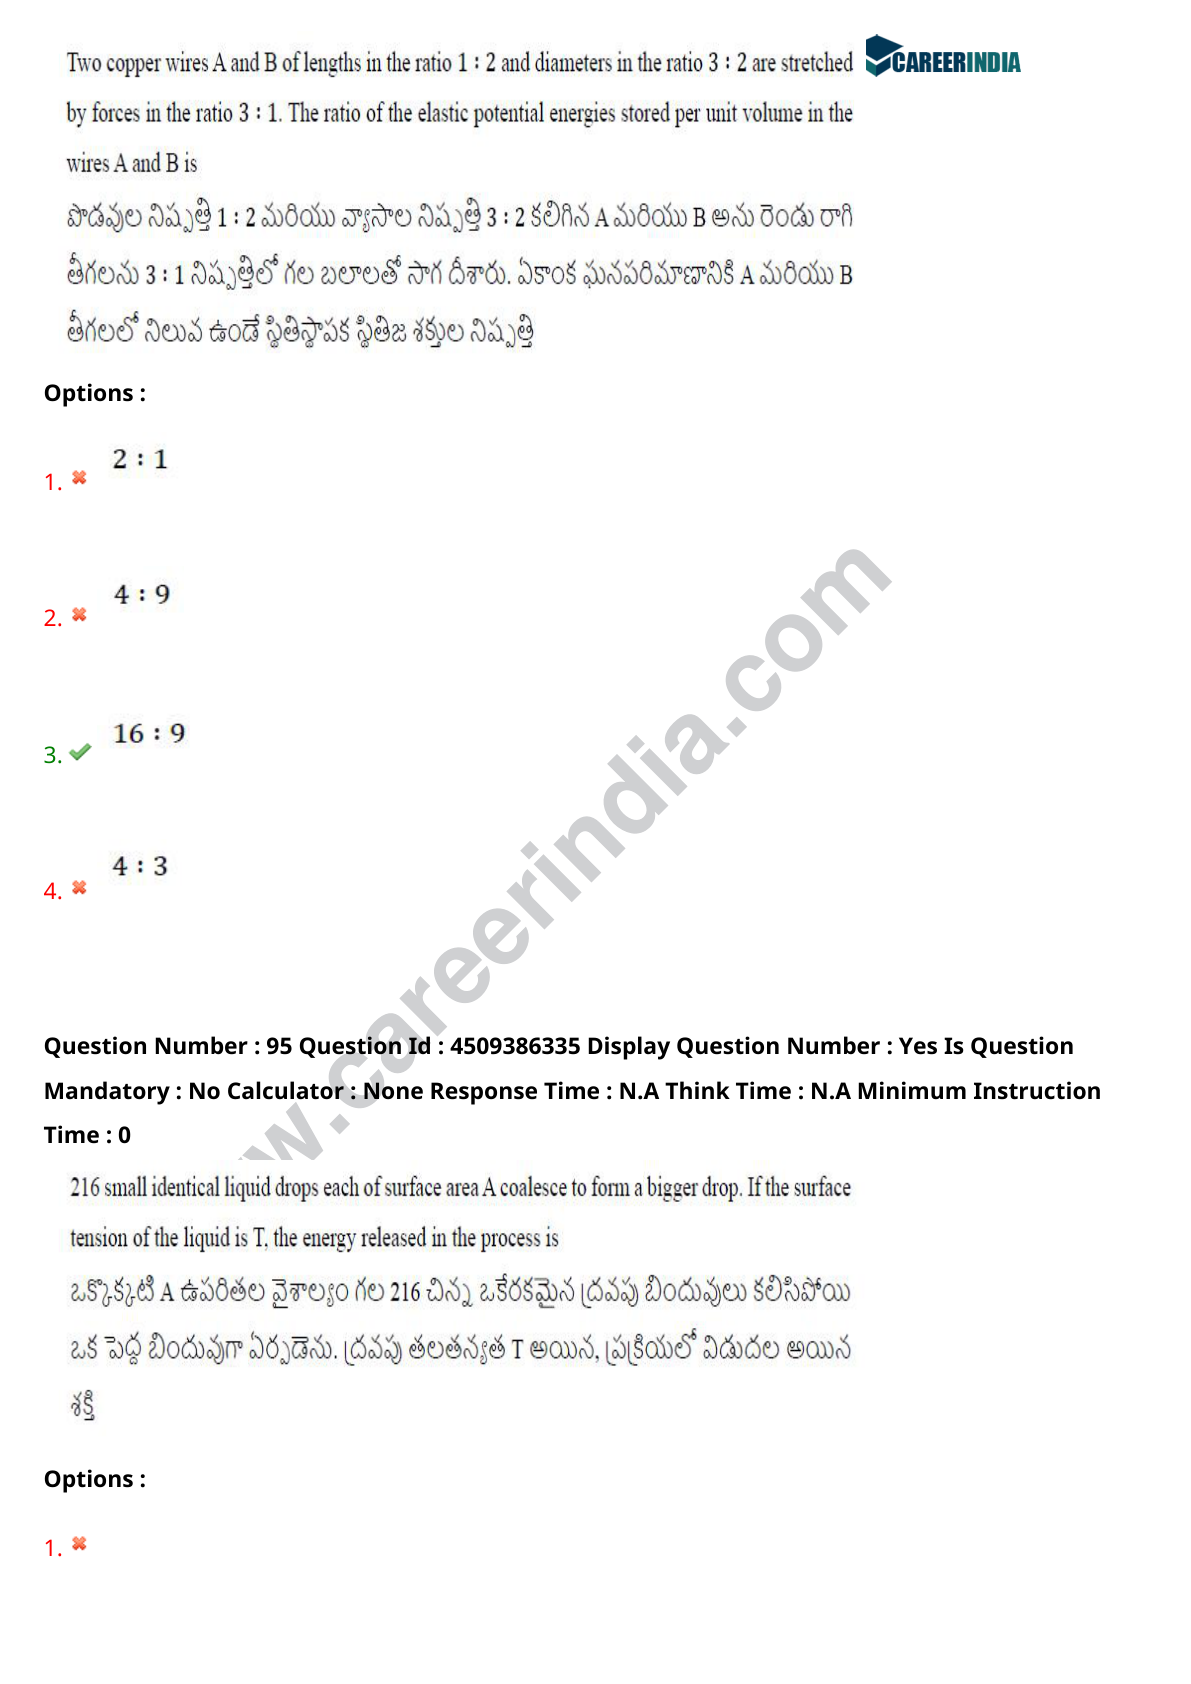 Two copper wires A and B of lengths in the ratio 1 : 2 and diameters in the ratio 3 : 2 are stretched
CAREERINDIA
by forces in the ratio 3 : 1. The ratio of the elastic potential energies stored per unit volume in the
wires A and B is
పొడవుల నిష్పత్తి 1 : 2 మరియు వ్యాసాల నిష్పత్తి 3 : 2 కలిగిన A మరియు B అను రెండు రాగి
తీగలను 3 : 1 నిష్పత్తిలో గల బలాలతో సాగ దీశారు. ఏకాంక ఘనపరిమాణానికి A మరియు B
తీగలలో నిలువ ఉండే స్థితిస్థాపక స్థితిజ శక్తుల నిష్పత్తి
Options :
1. 2 : 1
2. 4 : 9
3. 16 : 9
4. 4 : 3
w.careerindia.com
Question Number : 95 Question Id : 4509386335 Display Question Number : Yes Is Question
Mandatory : No Calculator : None Response Time : N.A Think Time : N.A Minimum Instruction
Time : 0
216 small identical liquid drops each of surface area A coalesce to form a bigger drop. If the surface
tension of the liquid is T, the energy released in the process is
ఒక్కొక్కటి A ఉపరితల వైశాల్యం గల 216 చిన్న ఒకేరకమైన ద్రవపు బిందువులు కలిసిపోయి
ఒక పెద్ద బిందువుగా ఏర్పడెను. ద్రవపు తలతన్యత T అయిన, ప్రక్రియలో విడుదల అయిన
శక్తి
Options :
1.